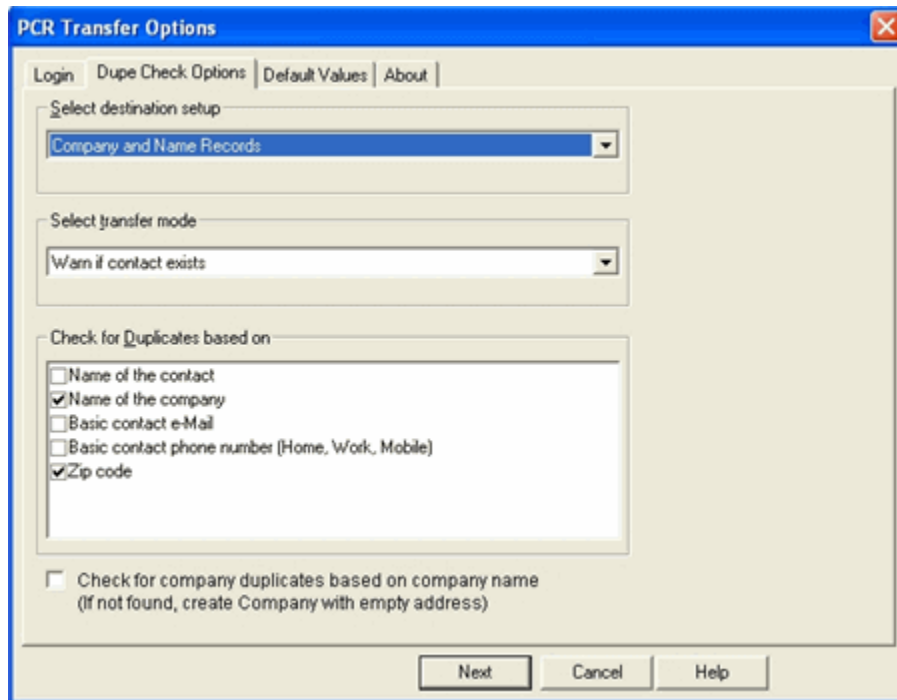 PCR Transfer Options
Login
Dupe Check Options
Default Values
About
Select destination setup
Company and Name Records
Select transfer mode
Warn if contact exists
Check for Duplicates based on
Name of the contact
Name of the company
Basic contact e-Mail
Basic contact phone number (Home, Work, Mobile)
Zip code
Check for company duplicates based on company name
(If not found, create Company with empty address)
Next
Cancel
Help